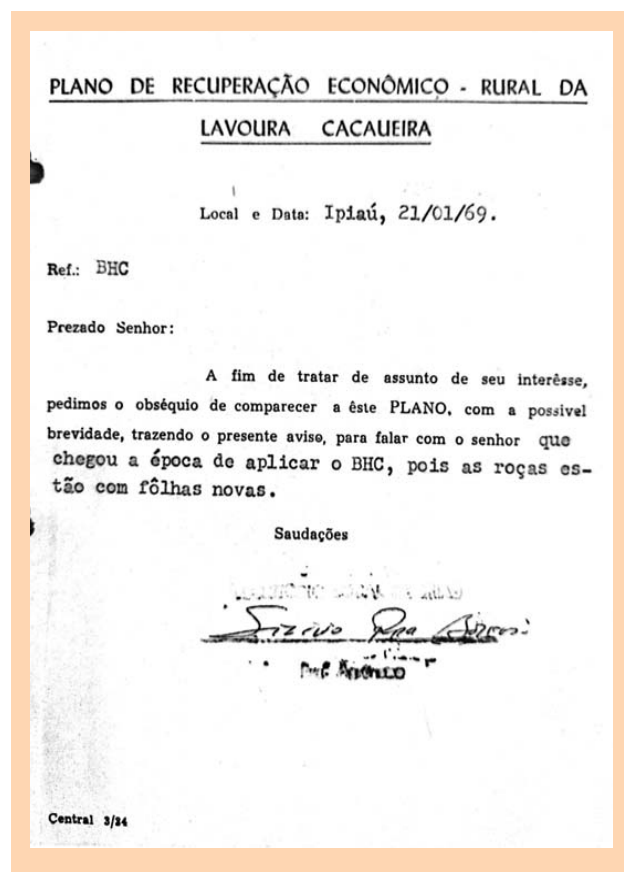 PLANO DE RECUPERAÇÃO ECONÔMICO - RURAL DA
LAVOURA CACAUEIRA
Local e Data: Ipiaú, 21/01/69.
Ref.: BHC
Prezado Senhor:
A fim de tratar de assunto de seu interêsse,
pedimos o obséquio de comparecer a êste PLANO, com a possivel
brevidade, trazendo o presente aviso, para falar com o senhor que
chegou a época de aplicar o BHC, pois as roças es-
tão com fôlhas novas.
Saudações
Central 3/24